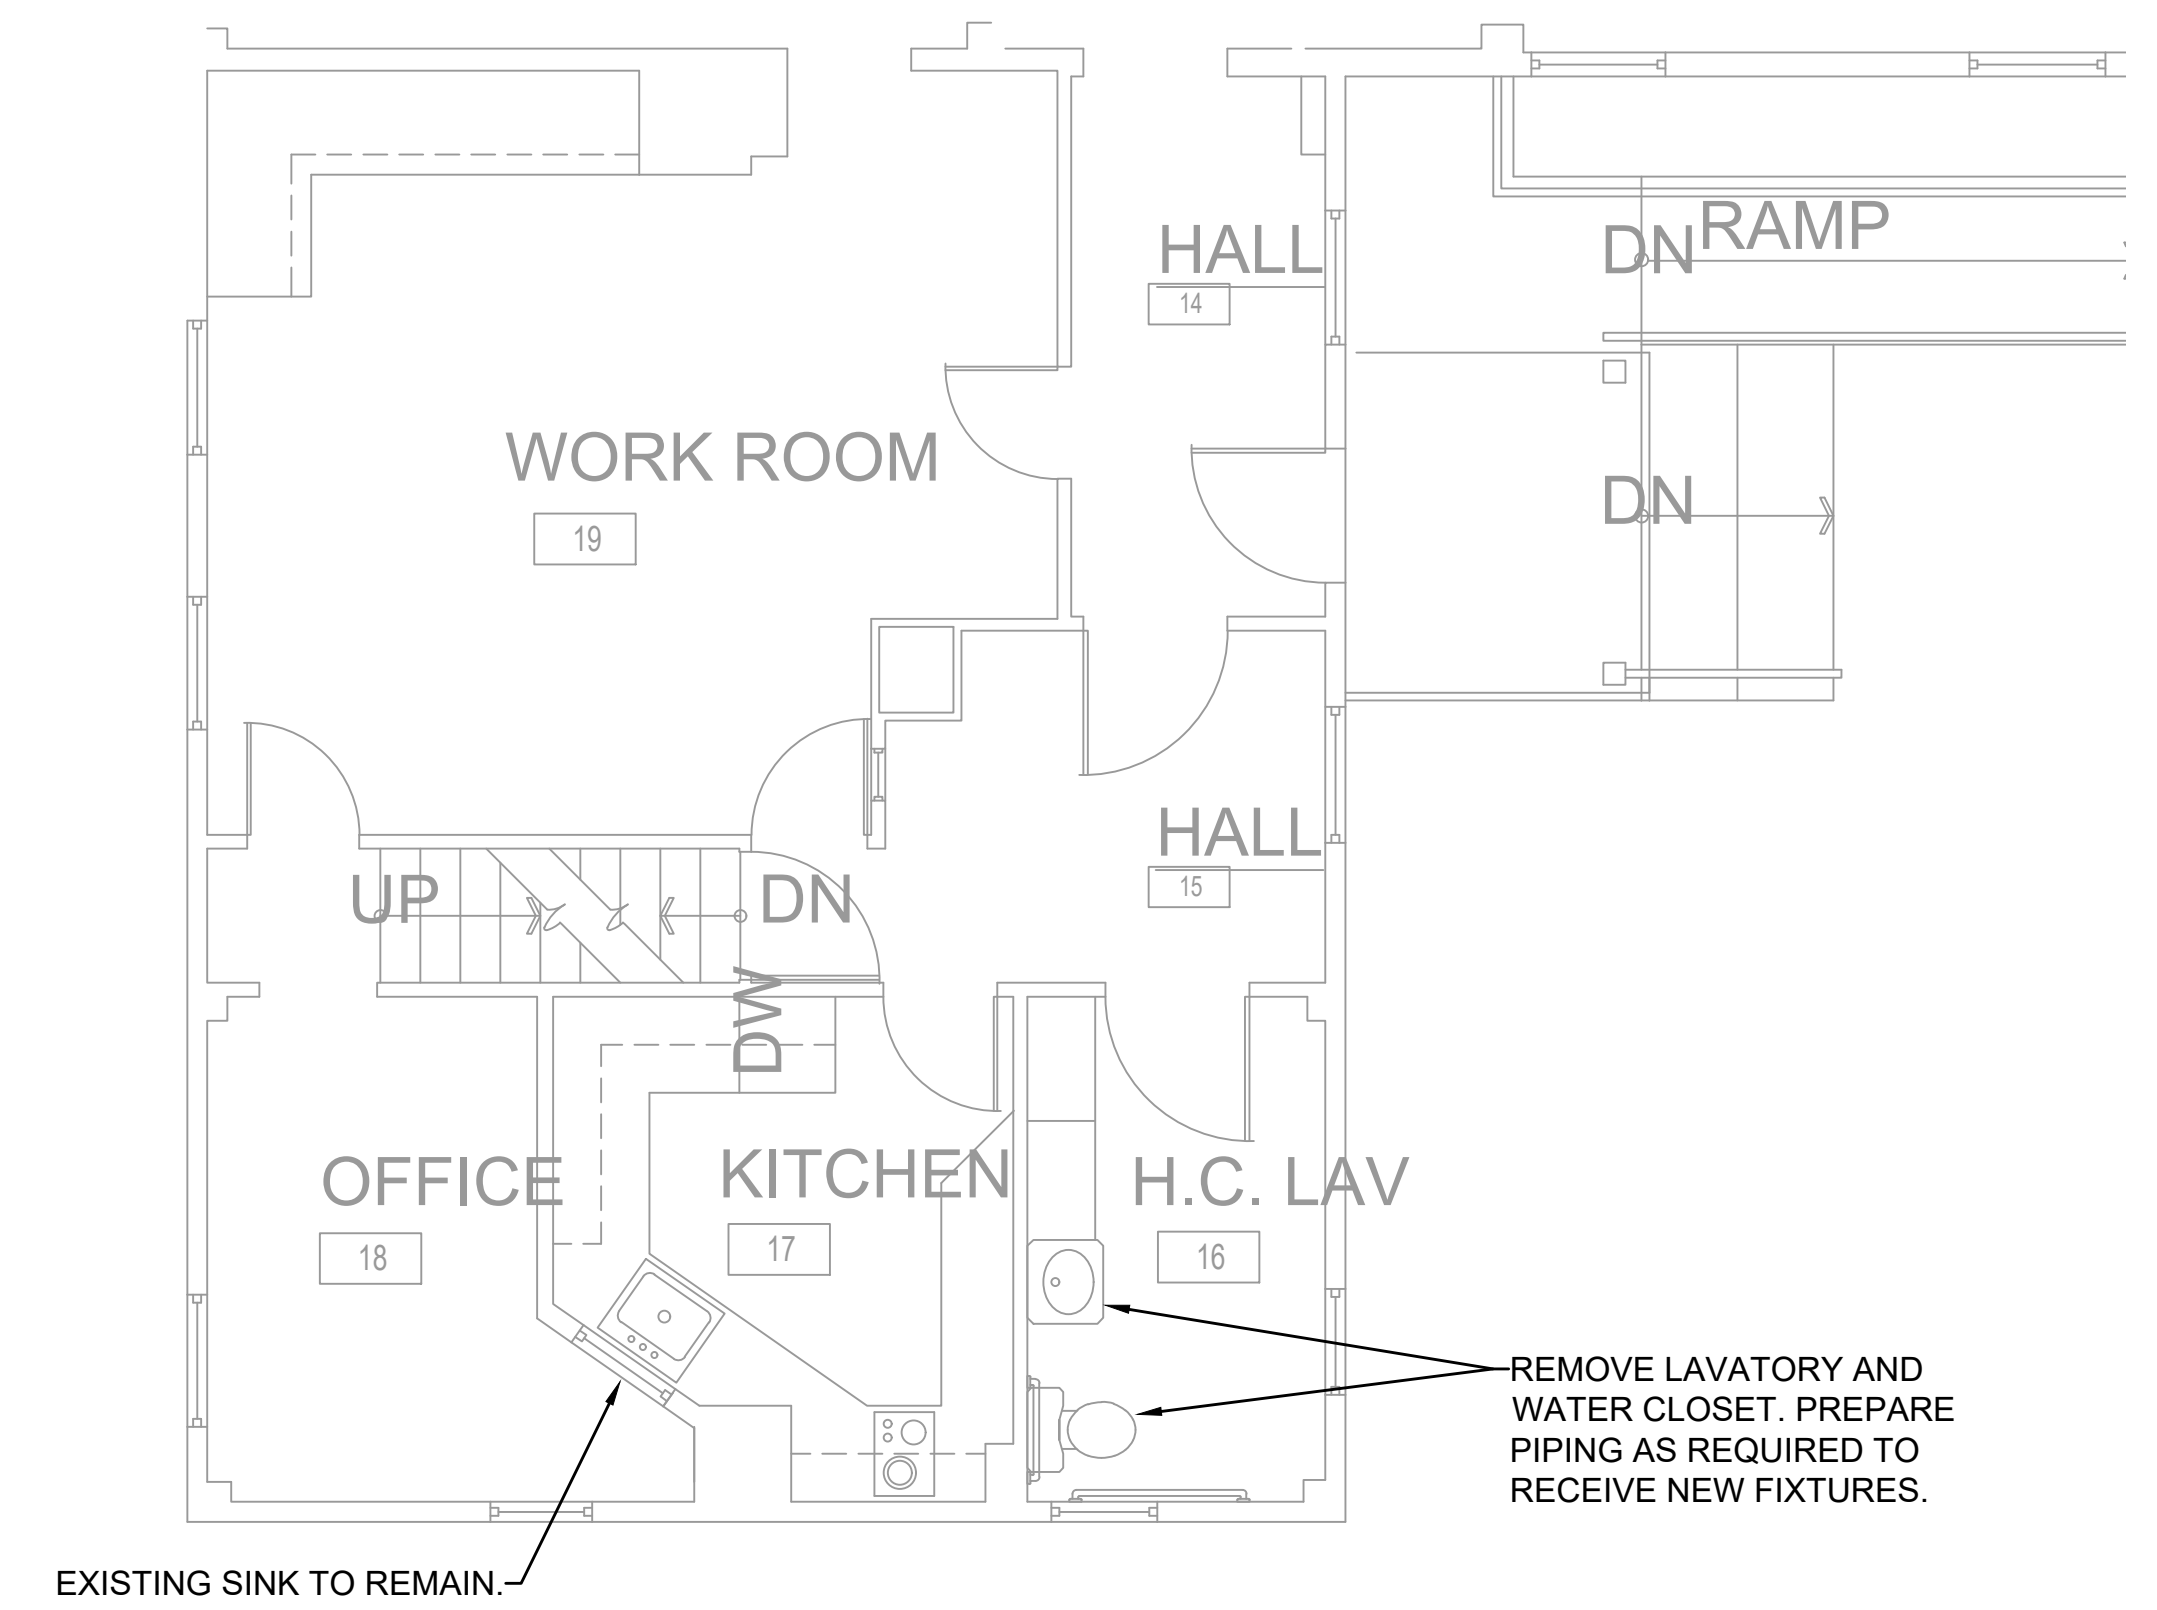 HALL
14
DN
RAMP
WORK ROOM
19
DN
HALL
15
UP
DN
DW
OFFICE
18
KITCHEN
17
H.C. LAV
16
REMOVE LAVATORY AND
WATER CLOSET. PREPARE
PIPING AS REQUIRED TO
RECEIVE NEW FIXTURES.
EXISTING SINK TO REMAIN.